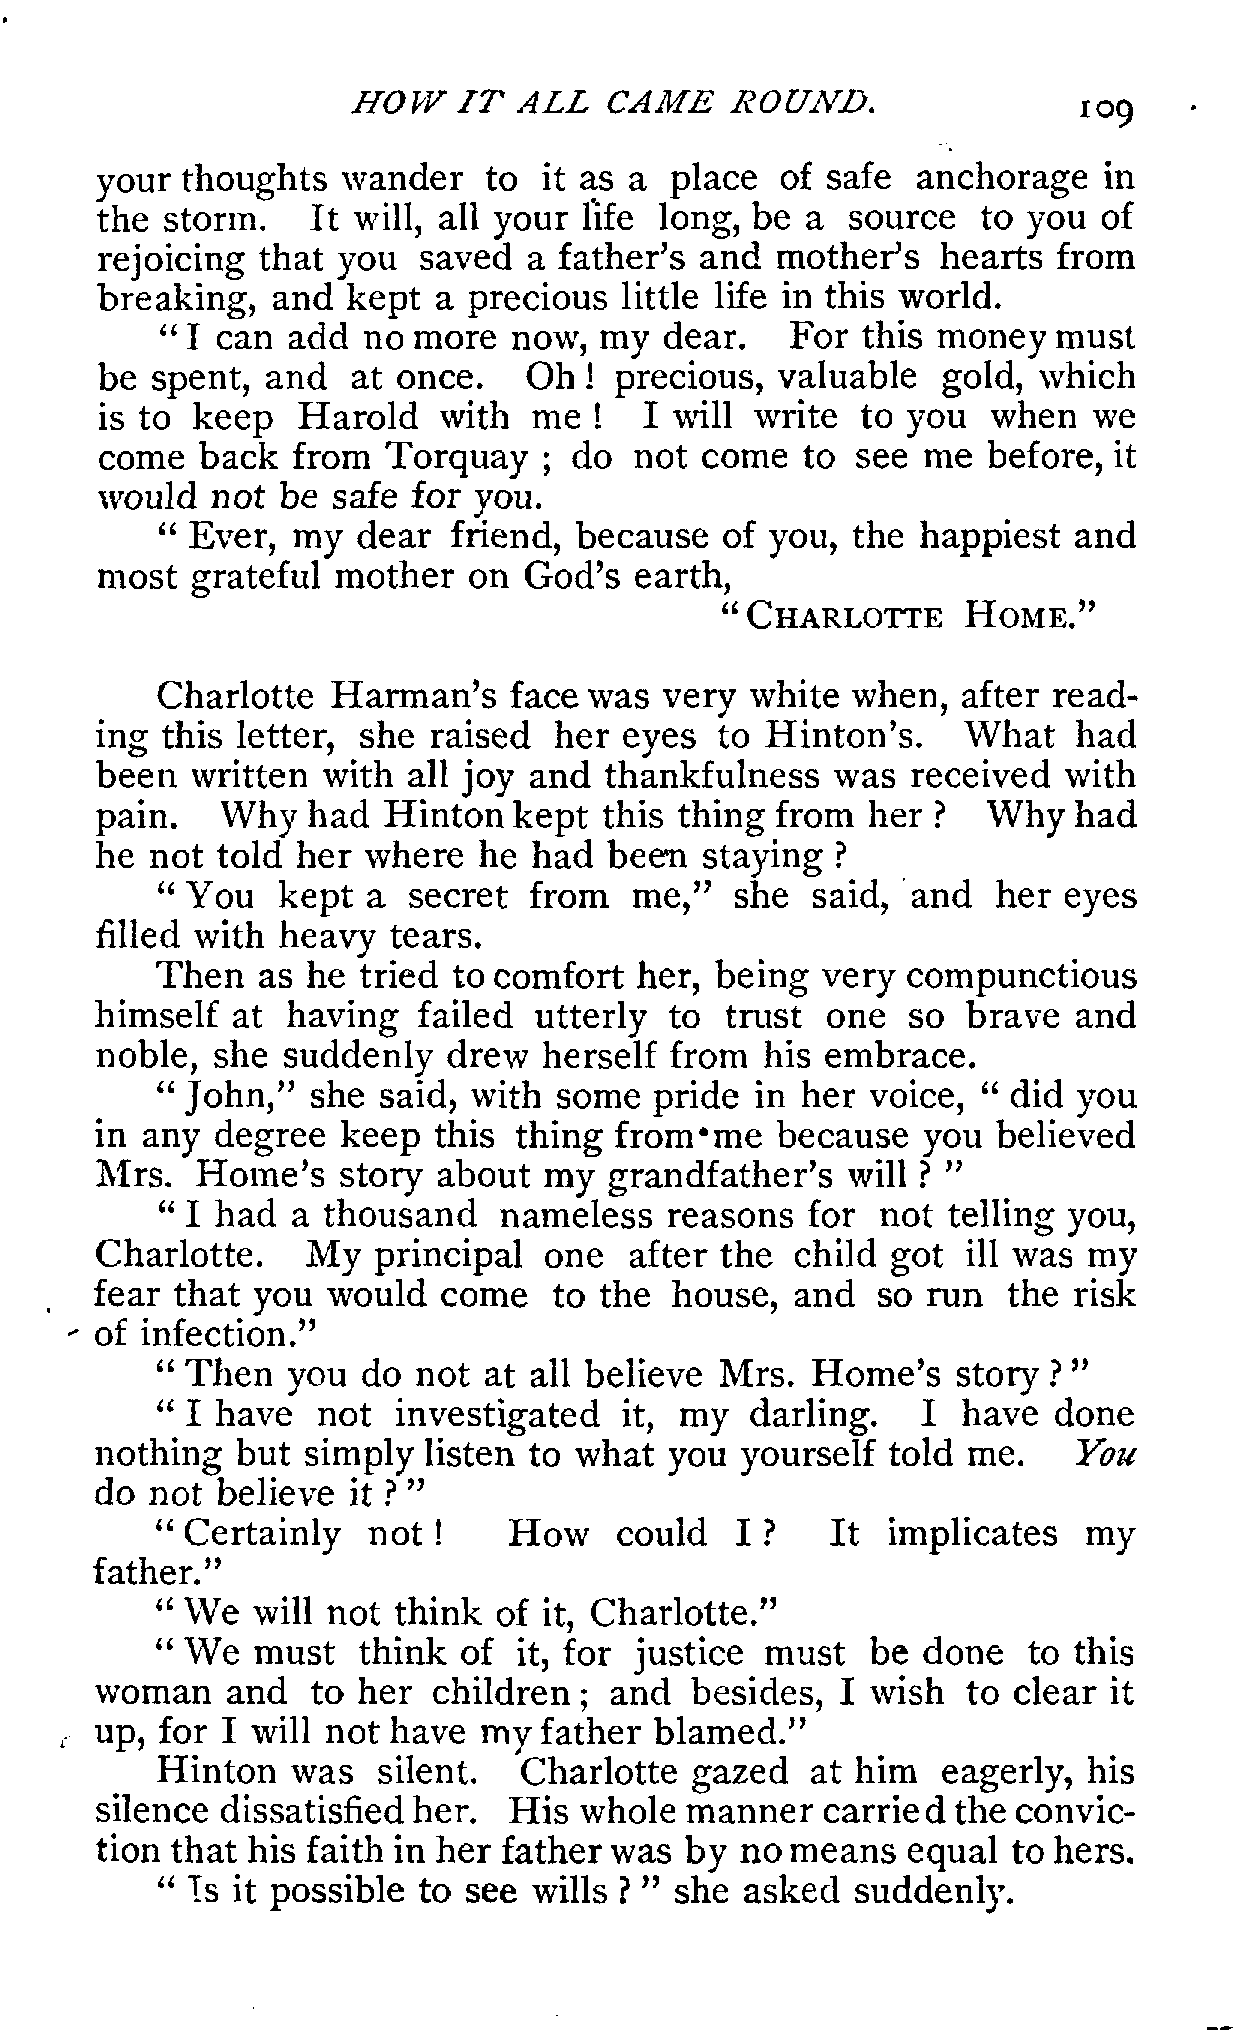 HOW IT ALL CAME ROUND. 109
your thoughts wander to it as a place of safe anchorage in
the storm. It will, all your life long, be a source to you of
rejoicing that you saved a father's and mother's hearts from
breaking, and kept a precious little life in this world.
" I can add no more now, my dear. For this money must
be spent, and at once. Oh ! precious, valuable gold, which
is to keep Harold with me ! I will write to you when we
come back from Torquay ; do not come to see me before, it
would not be safe for you.
" Ever, my dear friend, because of you, the happiest and
most grateful mother on God's earth,
" CHARLOTTE HOME."
Charlotte Harman's face was very white when, after read-
ing this letter, she raised her eyes to Hinton's. What had
been written with all joy and thankfulness was received with
pain. Why had Hinton kept this thing from her ? Why had
he not told her where he had been staying ?
" You kept a secret from me," she said, and her eyes
filled with heavy tears.
Then as he tried to comfort her, being very compunctious
himself at having failed utterly to trust one so brave and
noble, she suddenly drew herself from his embrace.
" John," she said, with some pride in her voice, " did you
in any degree keep this thing from me because you believed
Mrs. Home's story about my grandfather's will ? "
" I had a thousand nameless reasons for not telling you,
Charlotte. My principal one after the child got ill was my
fear that you would come to the house, and so run the risk
of infection."
" Then you do not at all believe Mrs. Home's story ? "
" I have not investigated it, my darling. I have done
nothing but simply listen to what you yourself told me. You
do not believe it ? "
" Certainly not ! How could I ? It implicates my
father."
" We will not think of it, Charlotte."
" We must think of it, for justice must be done to this
woman and to her children ; and besides, I wish to clear it
up, for I will not have my father blamed."
Hinton was silent. Charlotte gazed at him eagerly, his
silence dissatisfied her. His whole manner carried the convic-
tion that his faith in her father was by no means equal to hers.
" Is it possible to see wills ? " she asked suddenly.